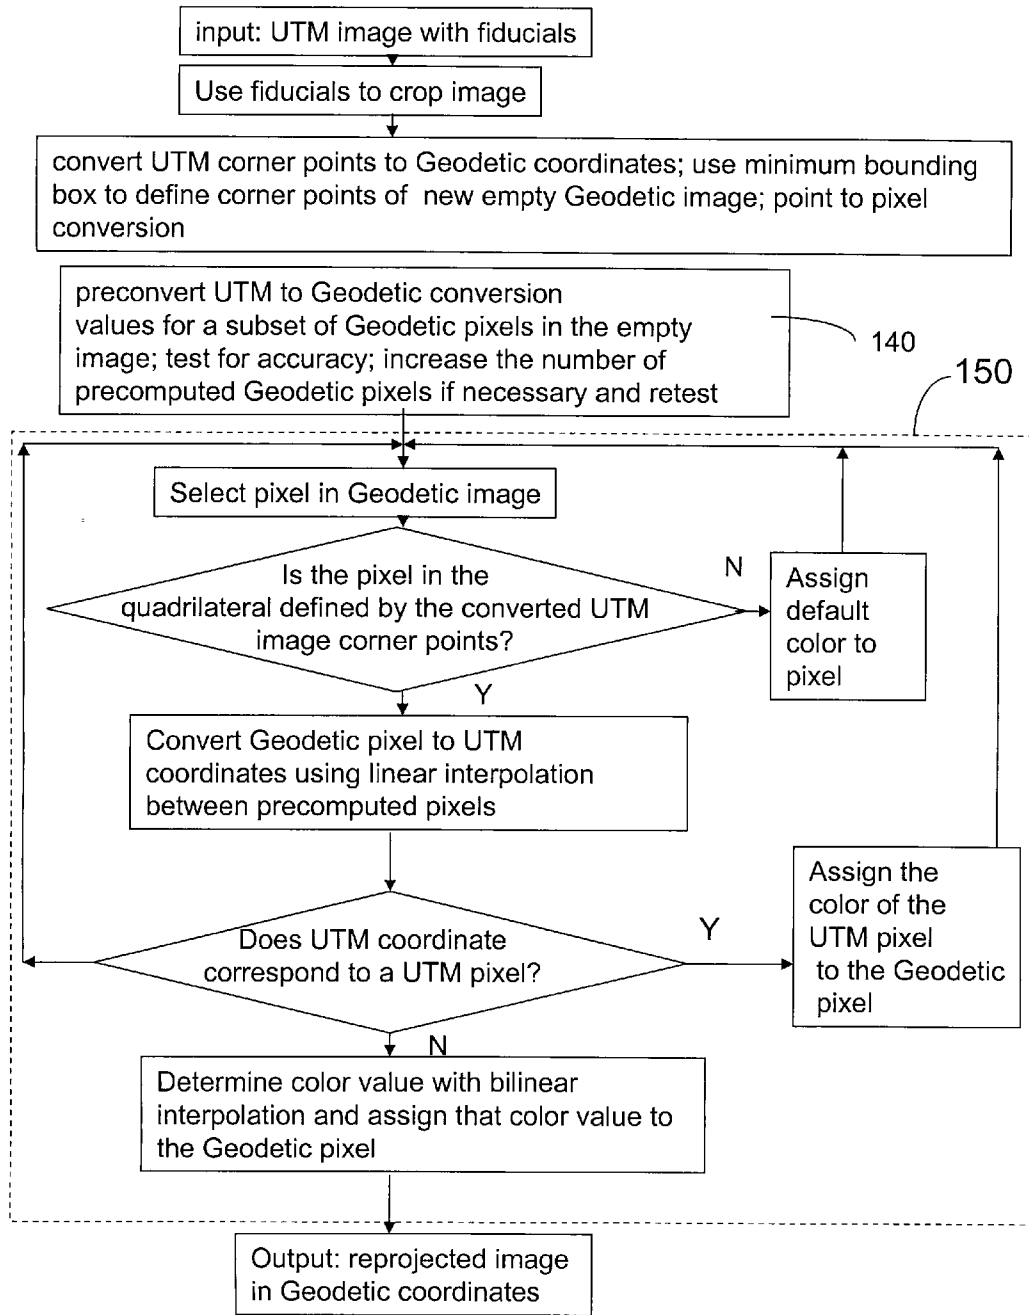 input: UTM image with fiducials
Use fiducials to crop image
convert UTM corner points to Geodetic coordinates; use minimum bounding
box to define corner points of new empty Geodetic image; point to pixel
conversion
preconvert UTM to Geodetic conversion
values for a subset of Geodetic pixels in the empty
image; test for accuracy; increase the number of
precomputed Geodetic pixels if necessary and retest
140
150
Select pixel in Geodetic image
Is the pixel in the
quadrilateral defined by the converted UTM
image corner points?
N
Assign
default
color to
pixel
Y
Convert Geodetic pixel to UTM
coordinates using linear interpolation
between precomputed pixels
Does UTM coordinate
correspond to a UTM pixel?
Y
Assign the
color of the
UTM pixel
to the Geodetic
pixel
N
Determine color value with bilinear
interpolation and assign that color value to
the Geodetic pixel
Output: reprojected image
in Geodetic coordinates